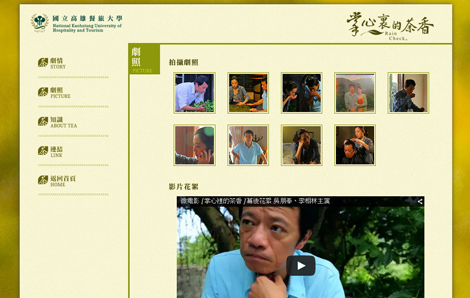 國立高雄餐旅大學
National Kaohsiung University of
Hospitality and Tourism
掌心裏的茶香
Rain
Check。
劇情
STORY
劇照
PICTURE
知識
ABOUT TEA
連結
LINK
返回首頁
HOME
劇照
PICTURE
拍攝劇照
影片花絮
微電影 /掌心裡的茶香 /幕後花絮 吳朋奉、李相林主演